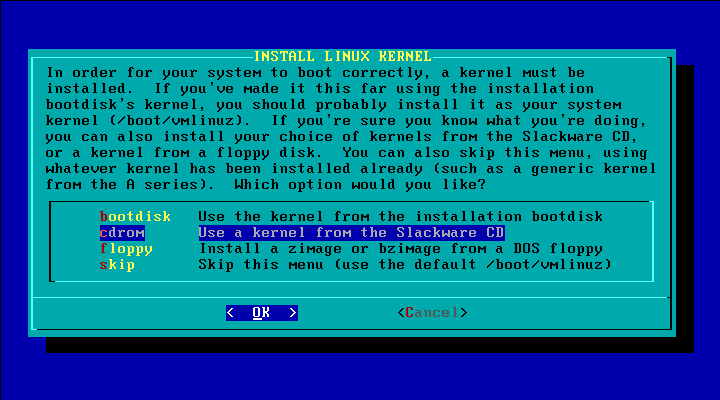 INSTALL LINUX KERNEL
In order for your system to boot correctly, a kernel must be
installed.  If you've made it this far using the installation
bootdisk's kernel, you should probably install it as your system
kernel (/boot/vmlinuz).  If you're sure you know what you're doing,
you can also install your choice of kernels from the Slackware CD,
or a kernel from a floppy disk.  You can also skip this menu, using
whatever kernel has been installed already (such as a generic kernel
from the A series).  Which option would you like?
bootdisk   Use the kernel from the installation bootdisk
cdrom      Use a kernel from the Slackware CD
floppy     Install a zimage or bzimage from a DOS floppy
skip       Skip this menu (use the default /boot/vmlinuz)
<  OK  >           <Cancel>